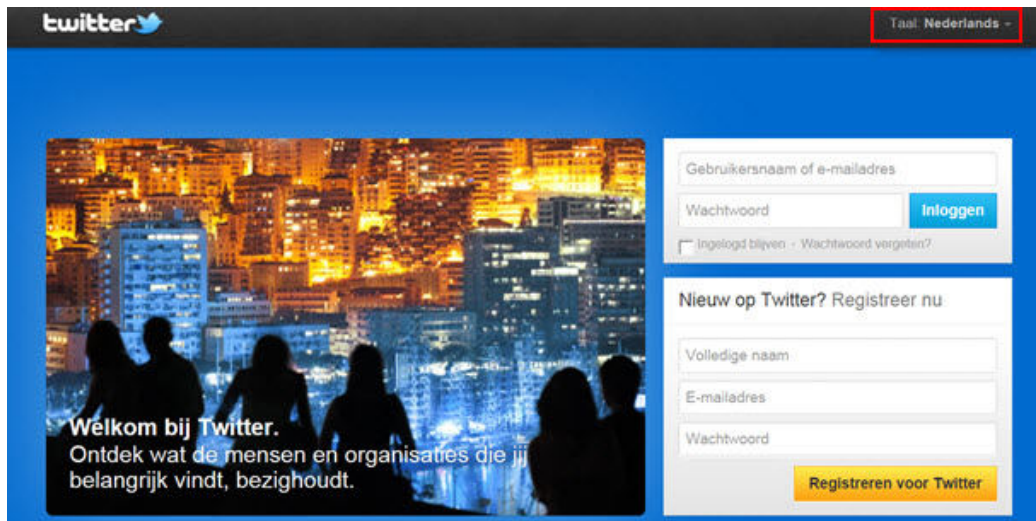 twitter
Taal: Nederlands
Gebruikersnaam of e-mailadres
Wachtwoord
Inloggen
Ingelogd blijven · Wachtwoord vergeten?
Nieuw op Twitter? Registreer nu
Volledige naam
E-mailadres
Wachtwoord
Registreren voor Twitter
Welkom bij Twitter.
Ontdek wat de mensen en organisaties die jij
belangrijk vindt, bezighoudt.